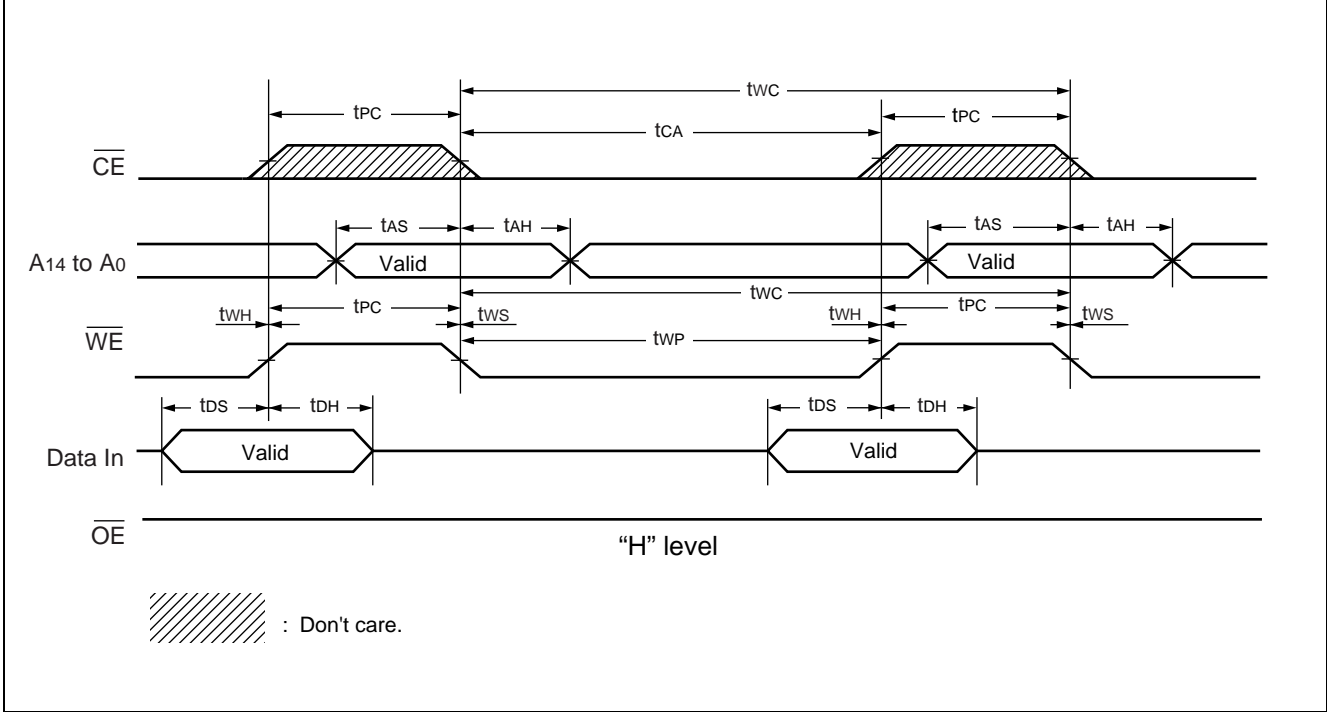 tWC
tPC
tPC
tCA
CE
tAS
tAH
tAS
tAH
A14 to A0
Valid
Valid
tWC
tWH
tPC
tWS
tWH
tPC
tWS
WE
tWP
tDS
tDH
tDS
tDH
Data In
Valid
Valid
OE
“H” level
: Don't care.